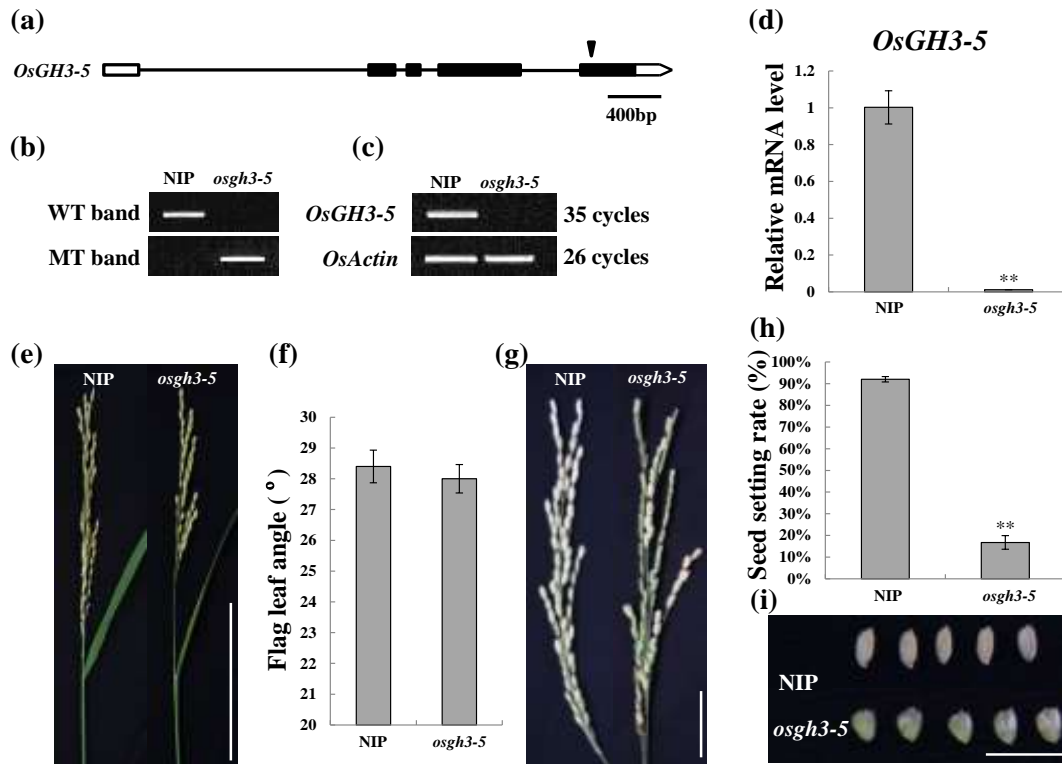 (a)
OsGH3-5
400bp
(b)
NIP osgh3-5
WT band
MT band
(c)
NIP osgh3-5
OsGH3-5 35 cycles
OsActin 26 cycles
(d)
OsGH3-5
Relative mRNA level
1.2
1
0.8
0.6
0.4
0.2
0
**
NIP osgh3-5
(e)
NIP osgh3-5
(f)
Flag leaf angle (°)
30
29
28
27
26
25
24
23
22
21
20
NIP osgh3-5
(g)
NIP osgh3-5
(h)
Seed setting rate (%)
100%
90%
80%
70%
60%
50%
40%
30%
20%
10%
0%
**
NIP osgh3-5
(i)
NIP
osgh3-5